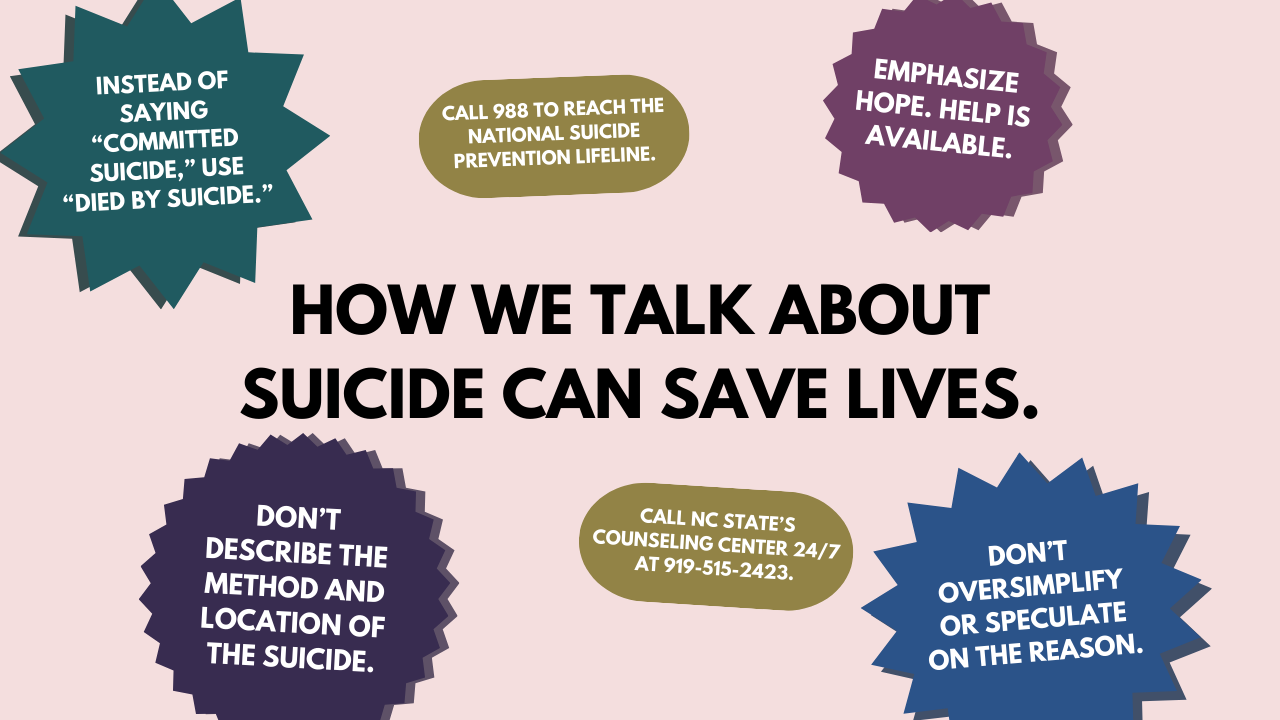 INSTEAD OF
SAYING
“COMMITTED
SUICIDE,” USE
“DIED BY SUICIDE.”
CALL 988 TO REACH THE
NATIONAL SUICIDE
PREVENTION LIFELINE.
EMPHASIZE
HOPE. HELP IS
AVAILABLE.
HOW WE TALK ABOUT
SUICIDE CAN SAVE LIVES.
DON’T
DESCRIBE THE
METHOD AND
LOCATION OF
THE SUICIDE.
CALL NC STATE’S
COUNSELING CENTER 24/7
AT 919-515-2423.
DON’T
OVERSIMPLIFY
OR SPECULATE
ON THE REASON.